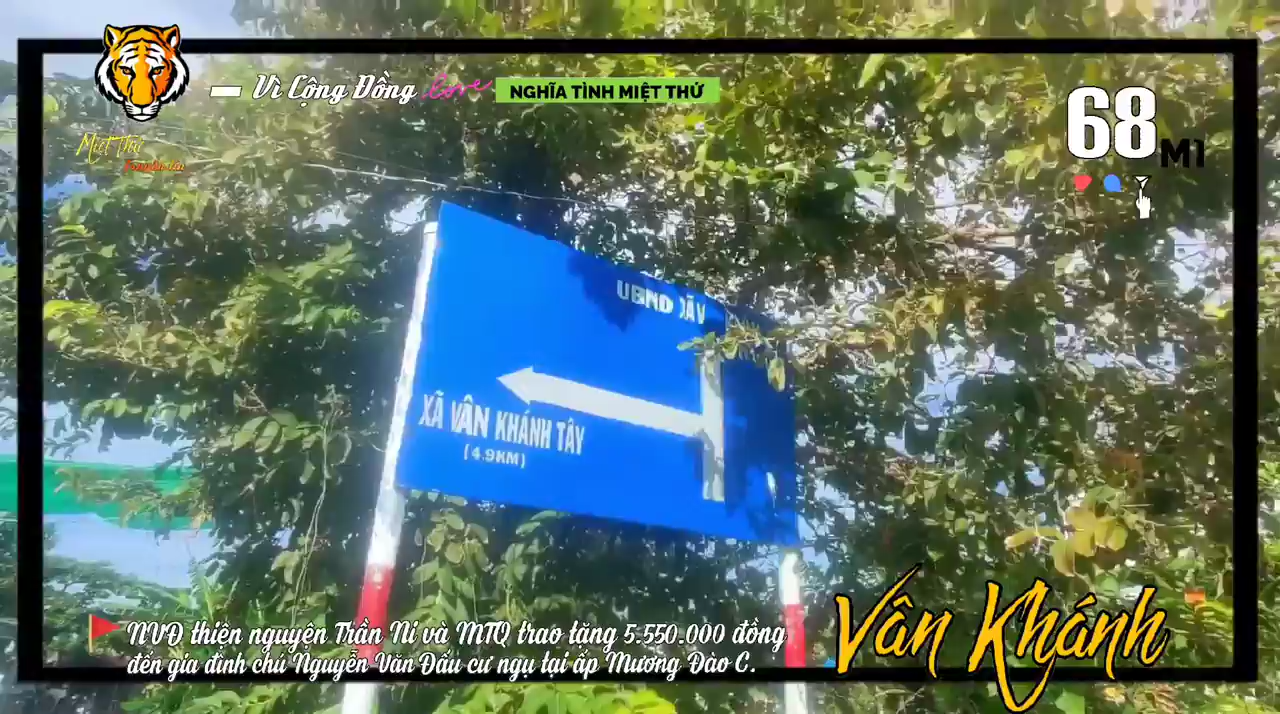 Vì Cộng Đồng love
NGHĨA TÌNH MIỆT THỨ
68
M1
Miệt Thứ
UBND XÃ V
XÃ VÂN KHÁNH TÂY
(4.9KM)
NVĐ thiện nguyện Trần Ni và MTQ trao tặng 5.550.000 đồng
đến gia đình chú Nguyễn Văn Đấu cư ngụ tại ấp Mương Đào C.
Vân Khánh